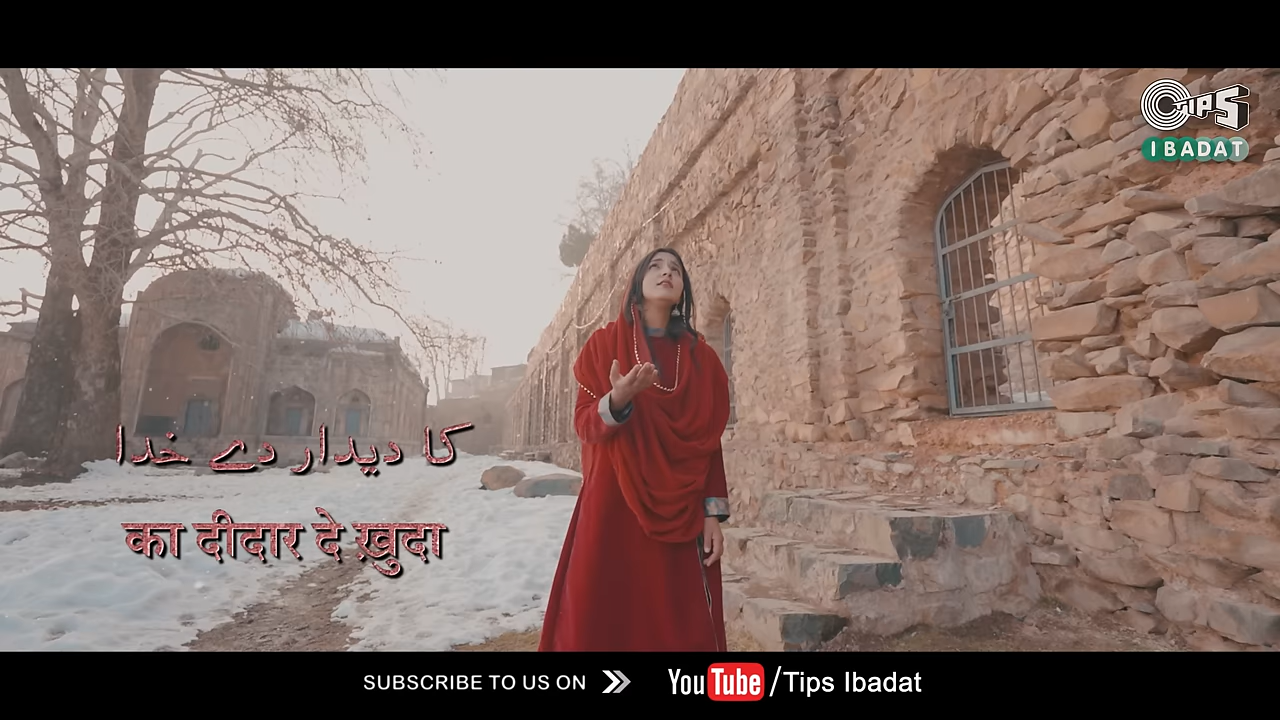 TIPS
IBADAT
کا دیدار دے خدا
का दीदार दे ख़ुदा
SUBSCRIBE TO US ON
YouTube/Tips Ibadat